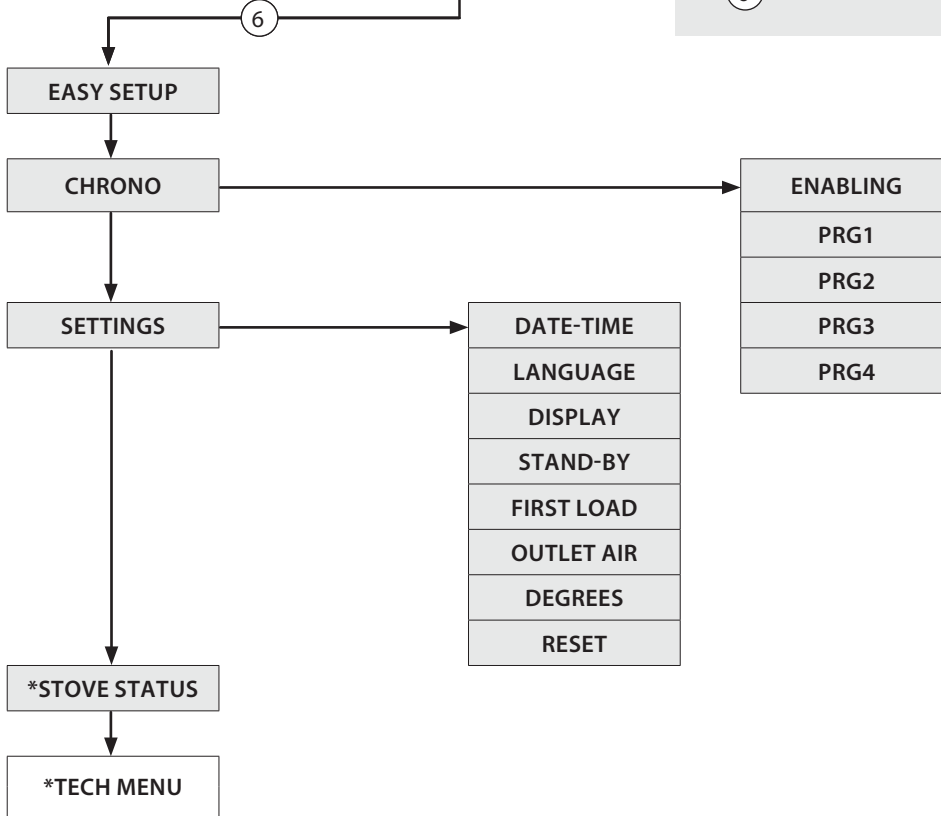 6
EASY SETUP
CHRONO
ENABLING
PRG1
PRG2
PRG3
PRG4
SETTINGS
DATE-TIME
LANGUAGE
DISPLAY
STAND-BY
FIRST LOAD
OUTLET AIR
DEGREES
RESET
*STOVE STATUS
*TECH MENU